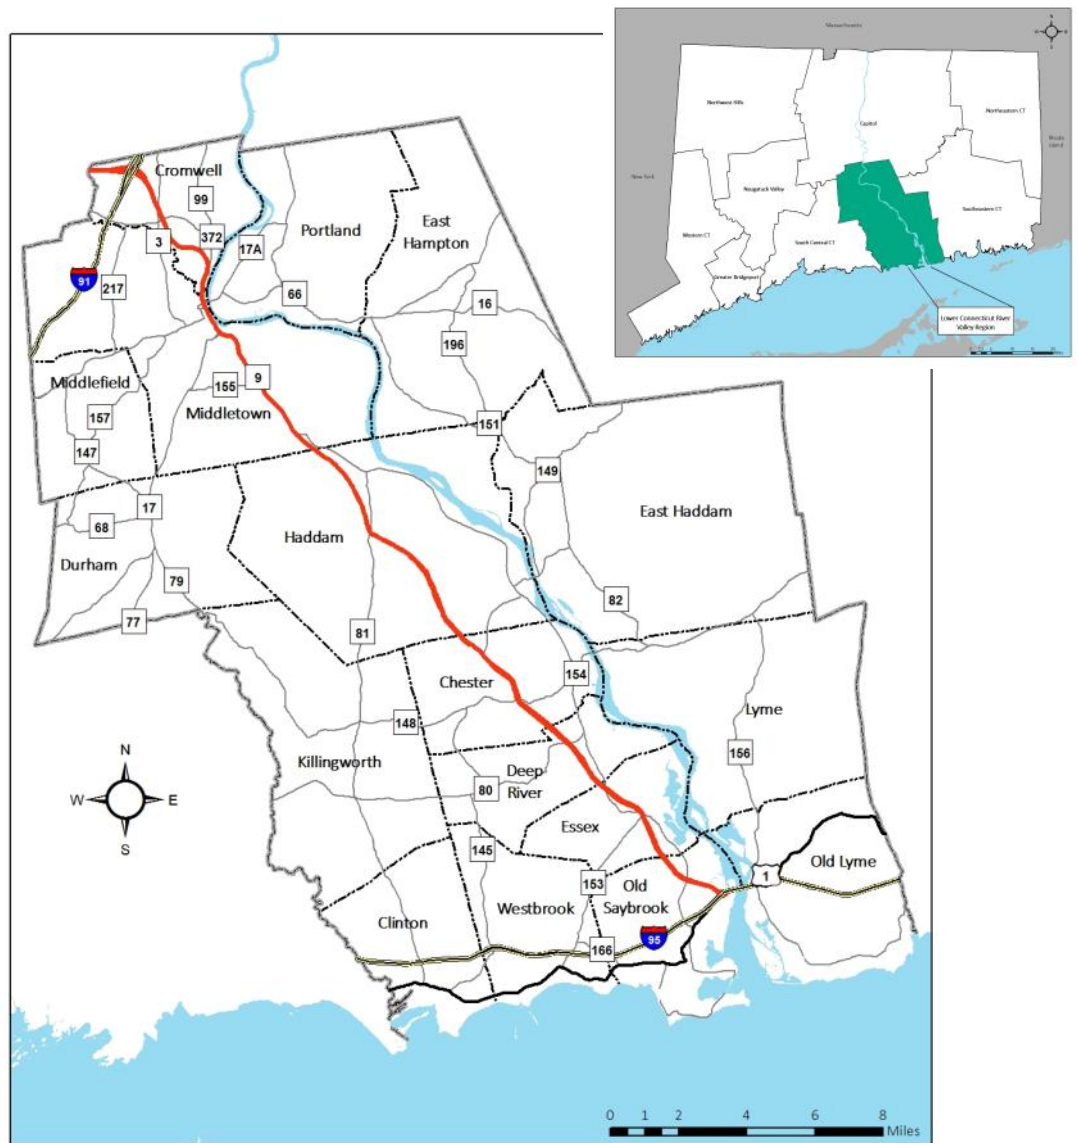 Massachusetts
N
W
E
S
Northwest Hills
Capitol
Northeastern CT
Rhode
Island
New York
Naugatuck Valley
Western CT
South Central CT
Southeastern CT
Greater Bridgeport
Lower Connecticut River
Valley Region
Cromwell
99
3
372
17A
Portland
East
Hampton
91
217
66
16
196
Middlefield
155
9
Middletown
157
147
151
149
17
68
Haddam
East Haddam
Durham
79
77
82
81
Chester
154
Lyme
148
156
Killingworth
Deep
River
80
N
W
E
S
Essex
145
Old Lyme
1
153
Old
Saybrook
Westbrook
Clinton
95
166
0 1 2 4 6 8
Miles